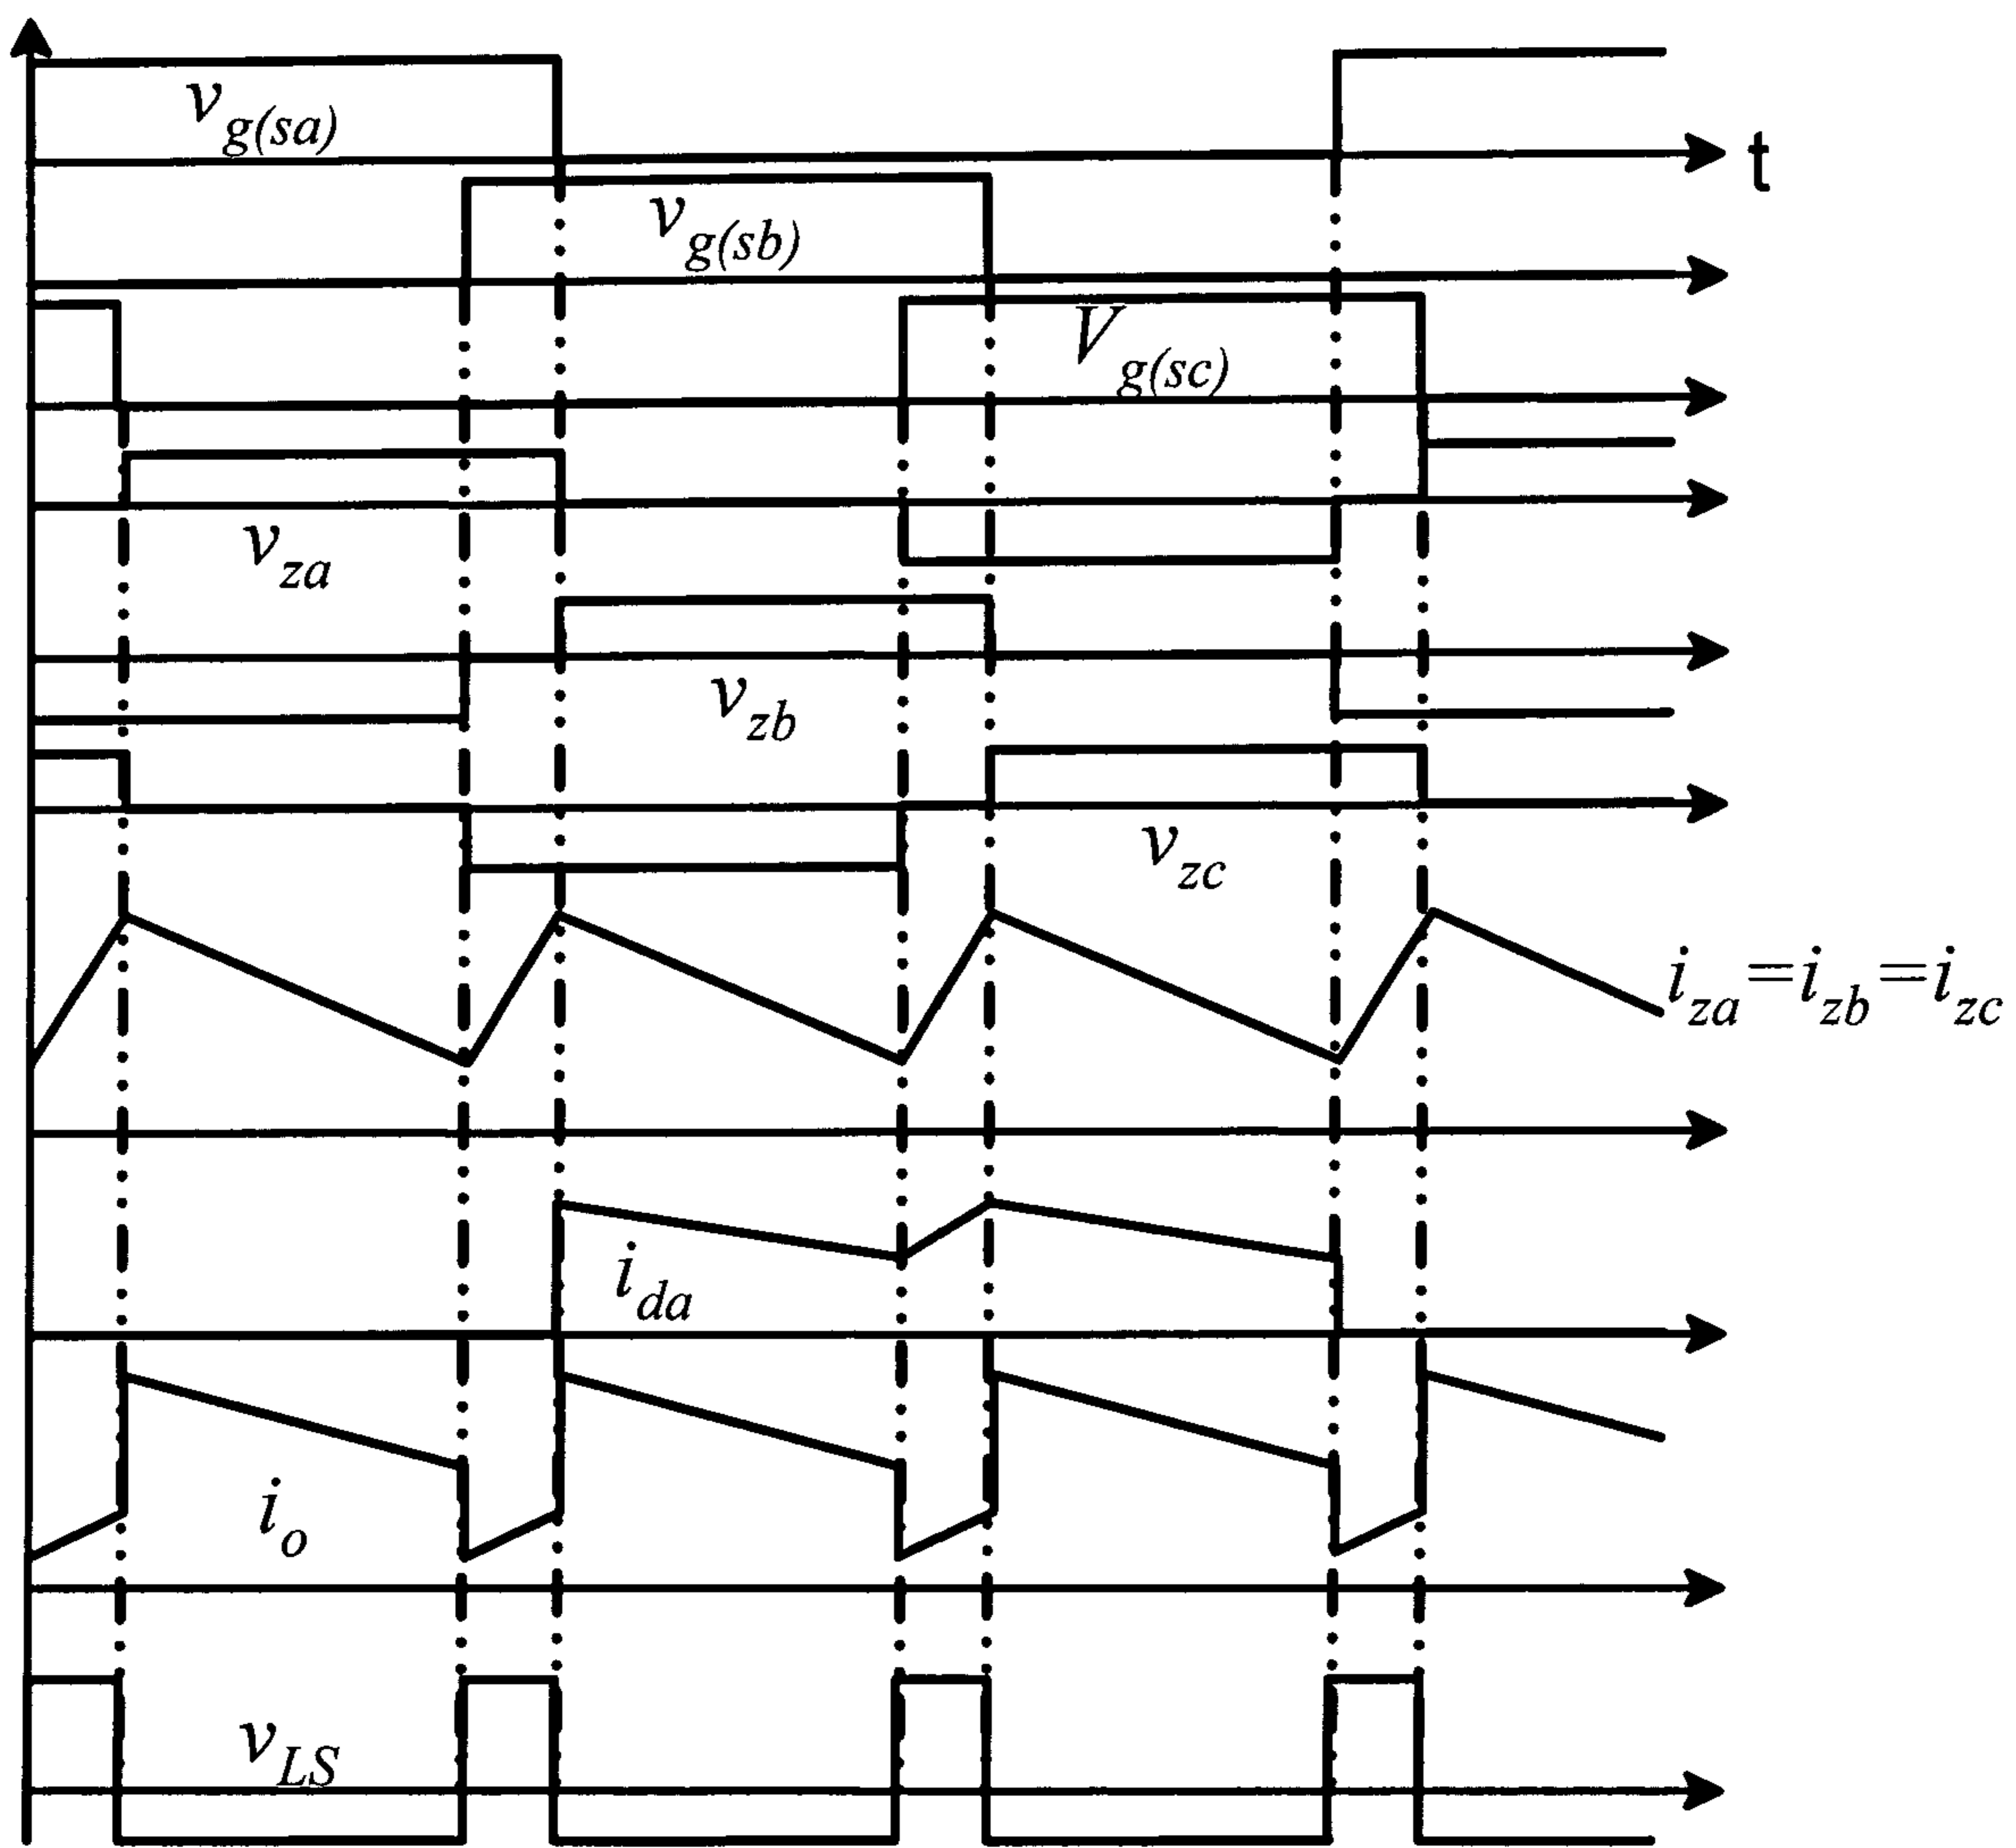 v_g(sa)
t
v_g(sb)
V_g(sc)
v_za
v_zb
v_zc
i_za=i_zb=i_zc
i_da
i_o
v_LS